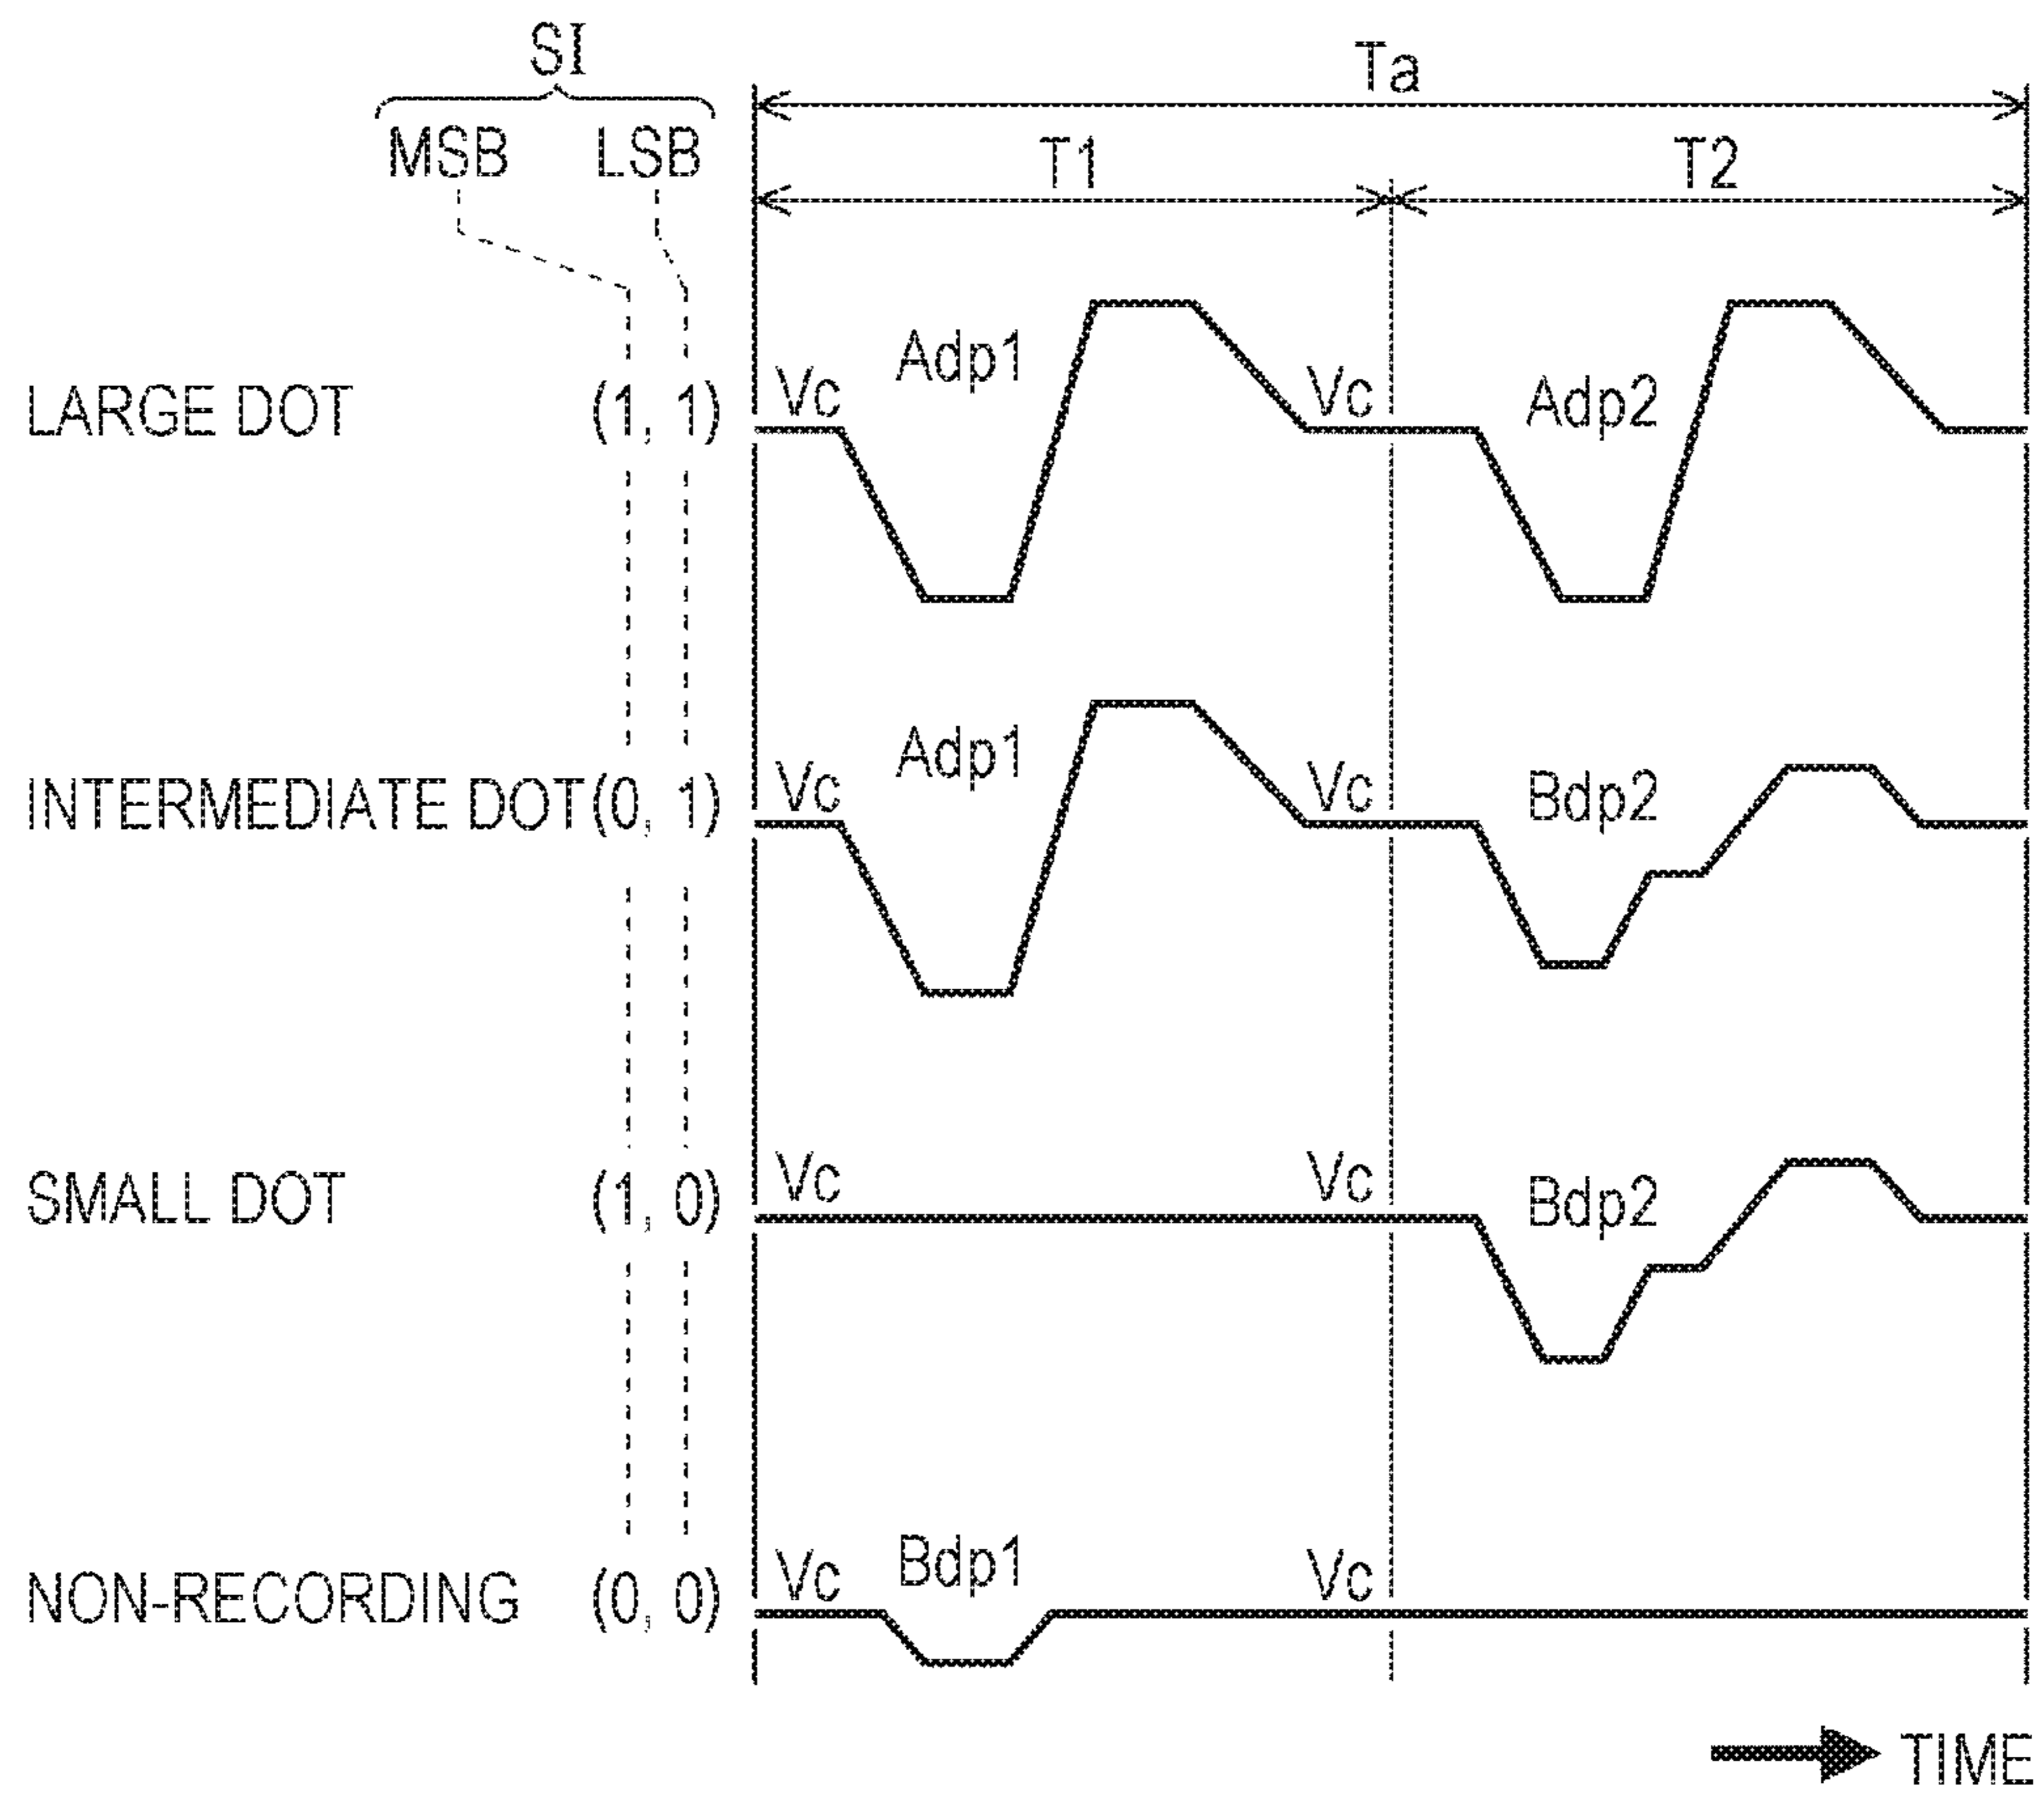 SI
Ta
MSB LSB
T1 T2
LARGE DOT (1, 1) Vc Adp1 Vc Adp2
INTERMEDIATE DOT (0, 1) Vc Adp1 Vc Bdp2
SMALL DOT (1, 0) Vc Vc Bdp2
NON-RECORDING (0, 0) Vc Bdp1 Vc
TIME